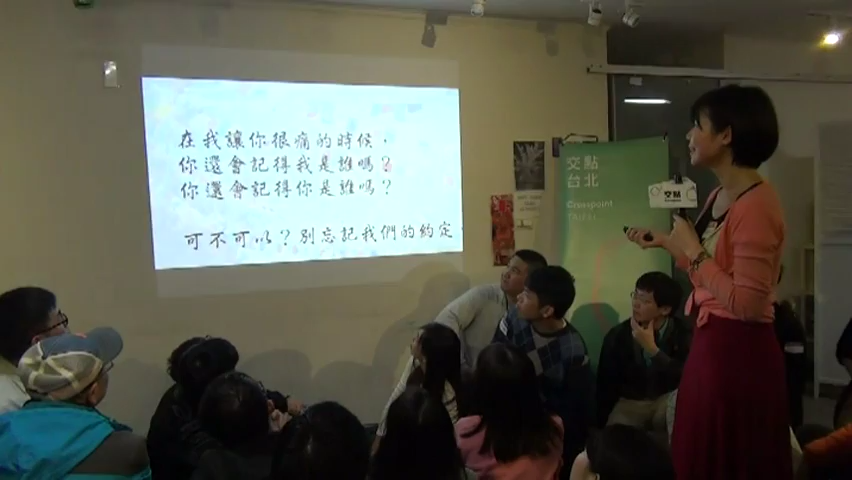 在我讓你很痛的時候，
你還會記得我是誰嗎？
你還會記得你是誰嗎？
可不可以？別忘記我們的約定
交點
台北
Crosspoint
TAIPEI
交點